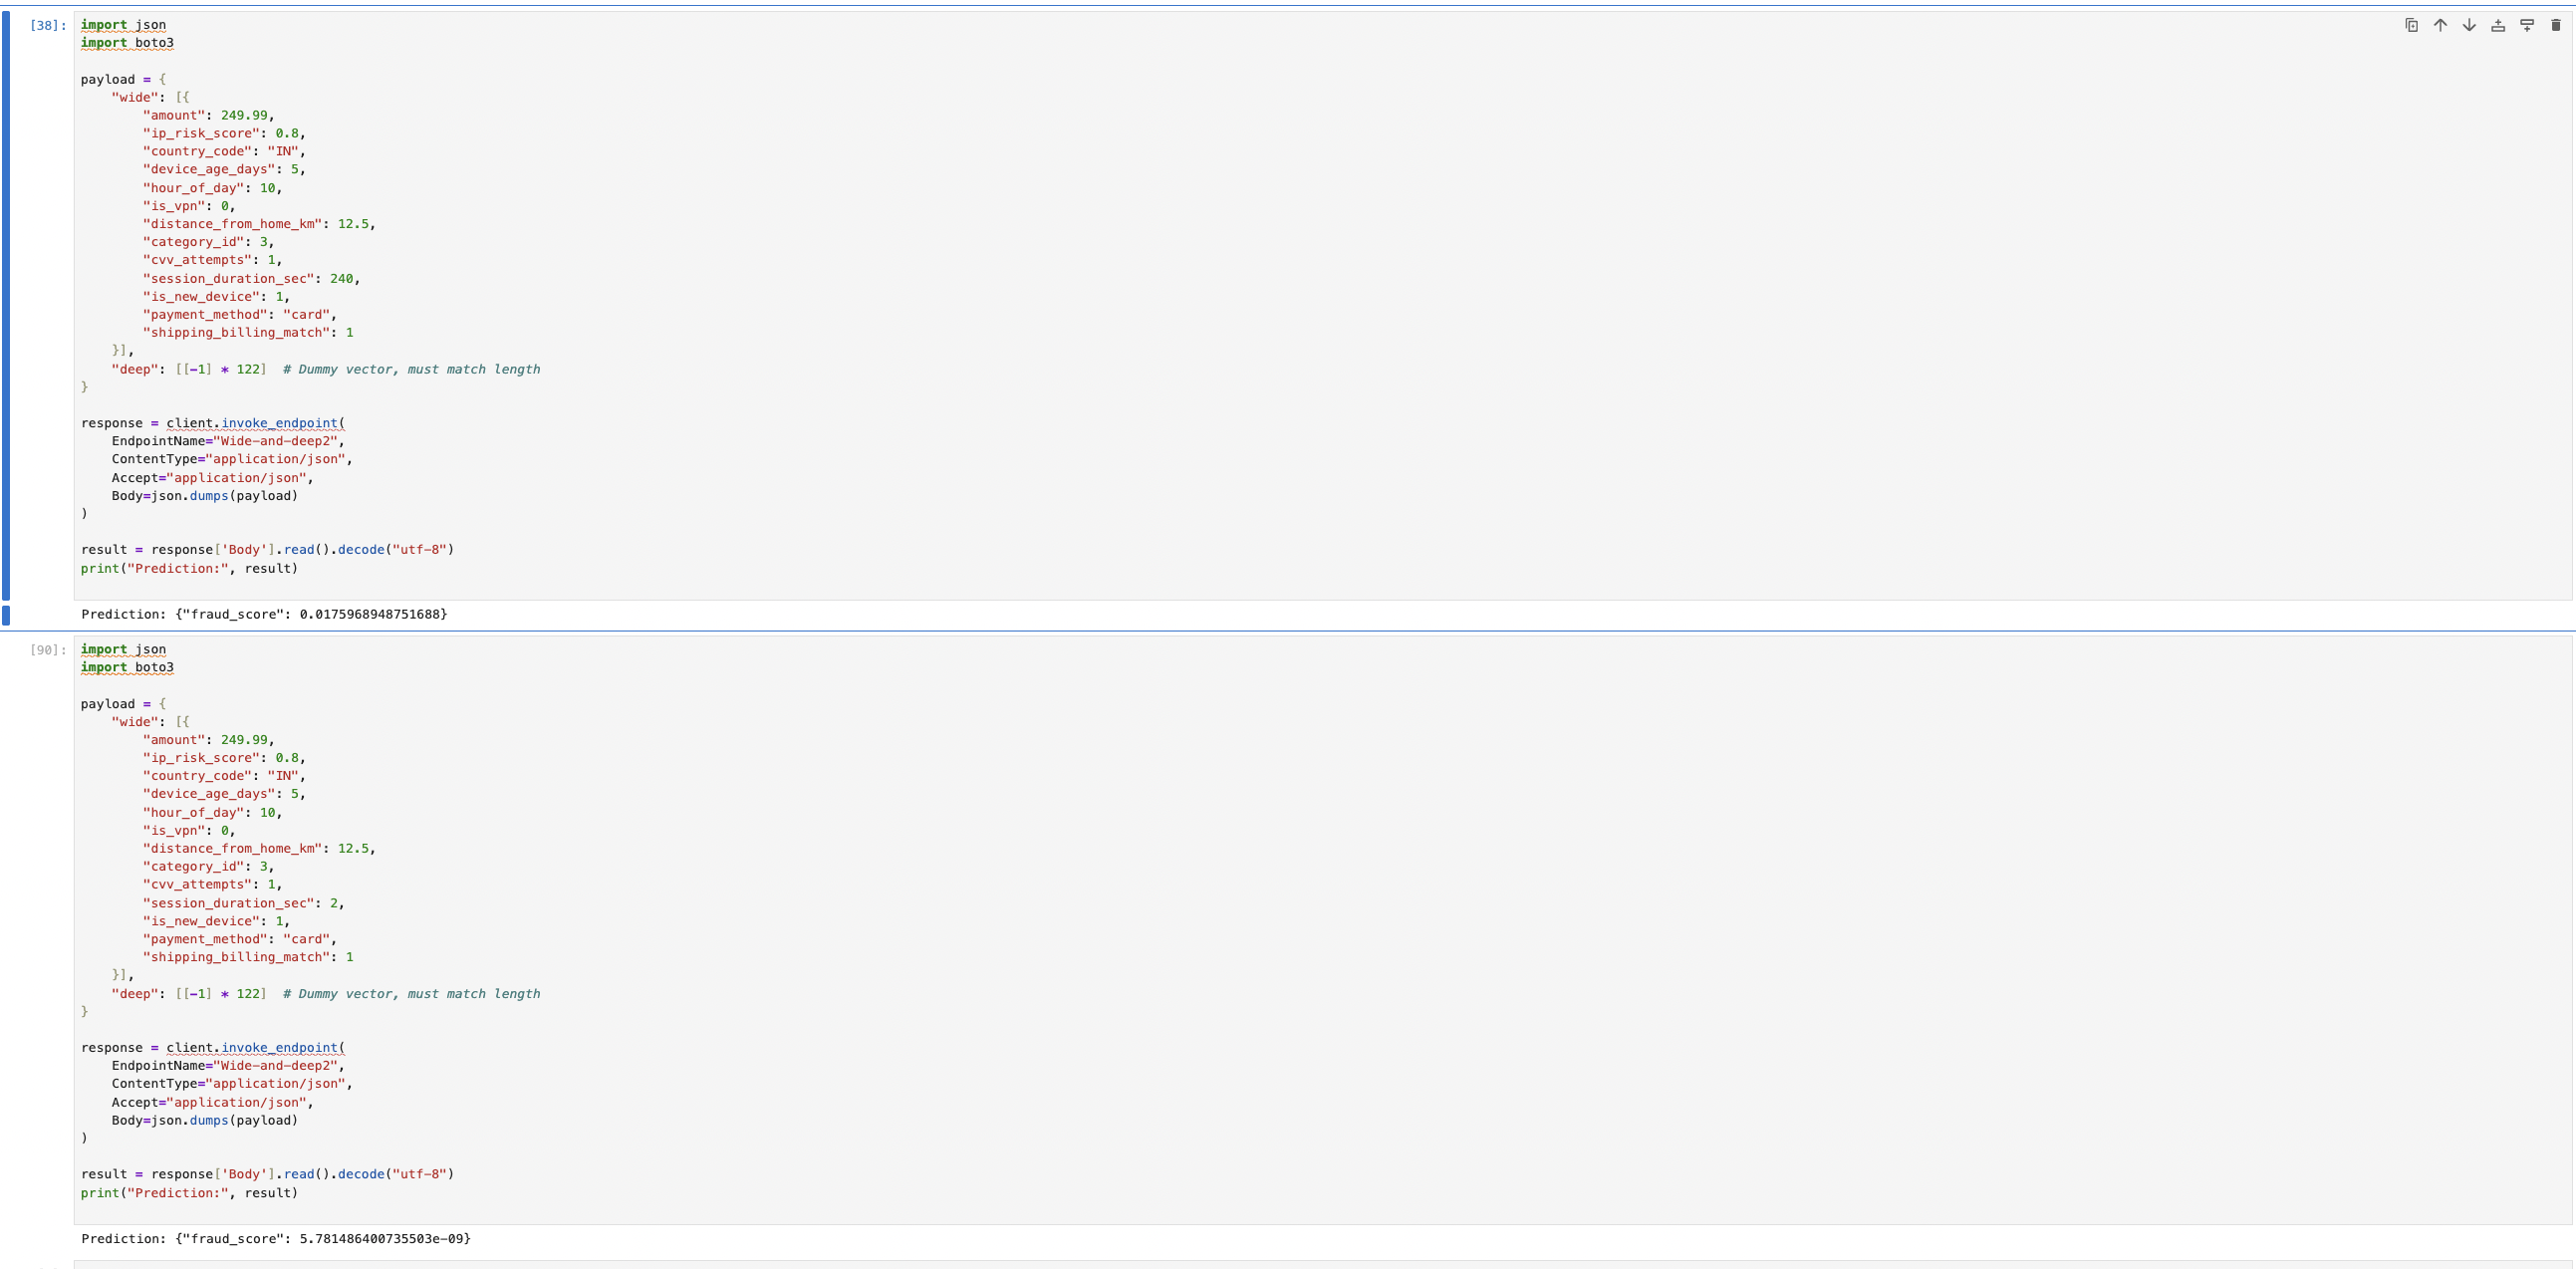 [38]:
import json
import boto3
payload = {
    "wide": [{
        "amount": 249.99,
        "ip_risk_score": 0.8,
        "country_code": "IN",
        "device_age_days": 5,
        "hour_of_day": 10,
        "is_vpn": 0,
        "distance_from_home_km": 12.5,
        "category_id": 3,
        "cvv_attempts": 1,
        "session_duration_sec": 240,
        "is_new_device": 1,
        "payment_method": "card",
        "shipping_billing_match": 1
    }],
    "deep": [[-1] * 122]  # Dummy vector, must match length
}
response = client.invoke_endpoint(
    EndpointName="Wide-and-deep2",
    ContentType="application/json",
    Accept="application/json",
    Body=json.dumps(payload)
)
result = response['Body'].read().decode("utf-8")
print("Prediction:", result)
Prediction: {"fraud_score": 0.0175968948751688}
[90]:
import json
import boto3
payload = {
    "wide": [{
        "amount": 249.99,
        "ip_risk_score": 0.8,
        "country_code": "IN",
        "device_age_days": 5,
        "hour_of_day": 10,
        "is_vpn": 0,
        "distance_from_home_km": 12.5,
        "category_id": 3,
        "cvv_attempts": 1,
        "session_duration_sec": 2,
        "is_new_device": 1,
        "payment_method": "card",
        "shipping_billing_match": 1
    }],
    "deep": [[-1] * 122]  # Dummy vector, must match length
}
response = client.invoke_endpoint(
    EndpointName="Wide-and-deep2",
    ContentType="application/json",
    Accept="application/json",
    Body=json.dumps(payload)
)
result = response['Body'].read().decode("utf-8")
print("Prediction:", result)
Prediction: {"fraud_score": 5.781486400735503e-09}